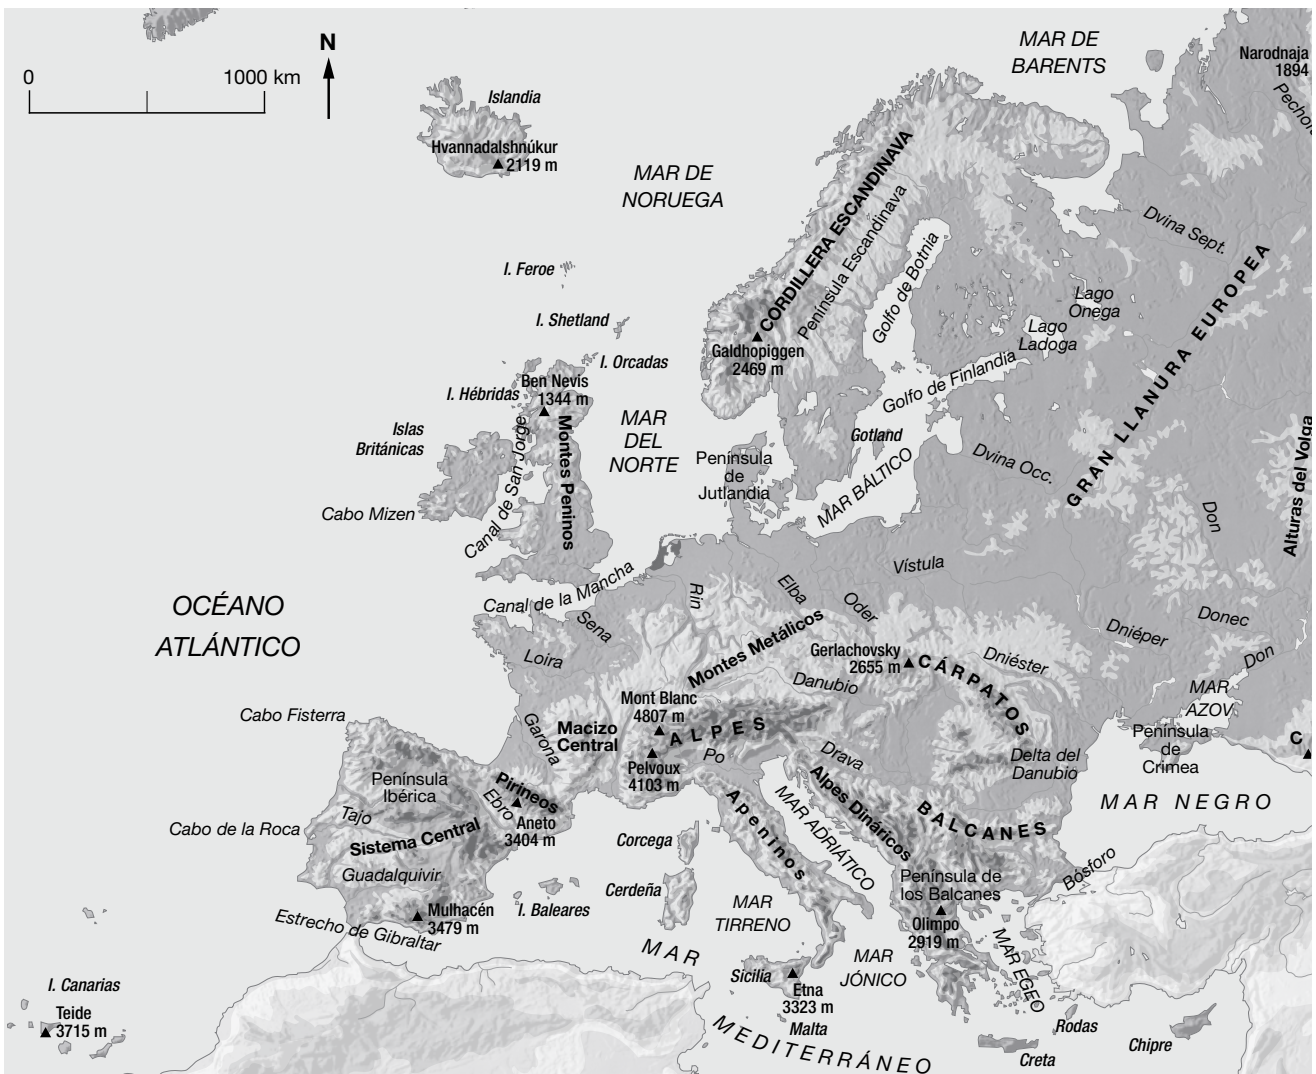 0
1000 km
N
MAR DE
BARENTS
Narodnaja
1894
Islandia
Hvannadalshnúkur
2119 m
MAR DE
NORUEGA
CORDILLERA ESCANDINAVA
Península Escandinava
Golfo de Botnia
Dvina Sept.
GRAN LLANURA EUROPEA
Lago
Onega
Lago
Ladoga
I. Feroe
I. Shetland
I. Orcadas
Galdhopiggen
2469 m
Golfo de Finlandia
Ben Nevis
1344 m
I. Hébridas
Islas
Británicas
MAR
DEL
NORTE
Montes Peninos
Canal de San Jorge
Cabo Mizen
Península
de
Jutlandia
Gotland
MAR BÁLTICO
Dvina Occ.
Don
Alturas del Volga
Canal de la Mancha
Vístula
OCÉANO
ATLÁNTICO
Sena
Rin
Elba
Oder
Loira
Montes Metálicos
Gerlachovsky
2655 m
CÁRPATOS
Dniéster
Dniéper
Donec
Don
Danubio
Mont Blanc
4807 m
ALPES
MAR
AZOV
Cabo Fisterra
Garona
Macizo
Central
Pelvoux
4103 m
Po
Drava
Delta del
Danubio
Península
de
Crimea
Península
Ibérica
Pirineos
Ebro
Aneto
3404 m
Apeninos
MAR ADRIÁTICO
Alpes Dináricos
BALCANES
MAR NEGRO
Tajo
Cabo de la Roca
Sistema Central
Corcega
Guadalquivir
Cerdeña
I. Baleares
Península de
los Balcanes
Bósforo
Mulhacén
3479 m
Estrecho de Gibraltar
MAR
TIRRENO
Olimpo
2919 m
MAR EGEO
MAR
JÓNICO
MAR
MEDITERRÁNEO
Sicilia
Etna
3323 m
Malta
Creta
Rodas
Chipre
I. Canarias
Teide
3715 m